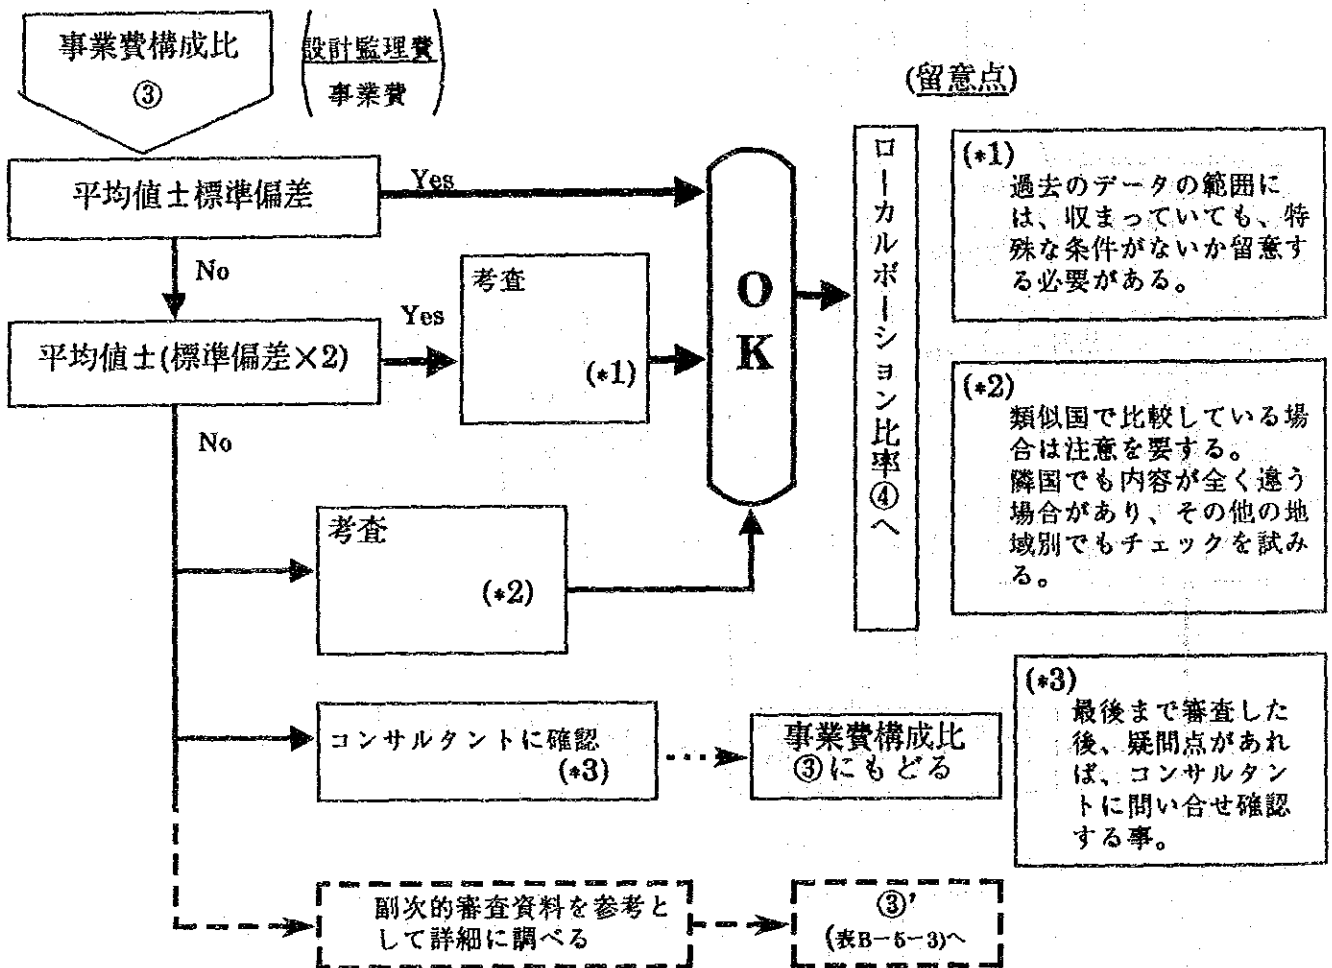 事業費構成比
③
設計監理費
事業費
(留意点)
平均値±標準偏差
Yes
No
平均値±(標準偏差×2)
Yes
考査
(*1)
No
考査
(*2)
コンサルタントに確認
(*3)
事業費構成比
③にもどる
副次的審査資料を参考と
して詳細に調べる
③'
(表B-5-3)へ
OK
ローカルポーション比率④へ
(*1)
過去のデータの範囲に
は、収まっていても、特
殊な条件がないか留意す
る必要がある。
(*2)
類似国で比較している場
合は注意を要する。
隣国でも内容が全く違う
場合があり、その他の地
域別でもチェックを試み
る。
(*3)
最後まで審査した
後、疑問点があれ
ば、コンサルタン
トに問い合せ確認
する事。